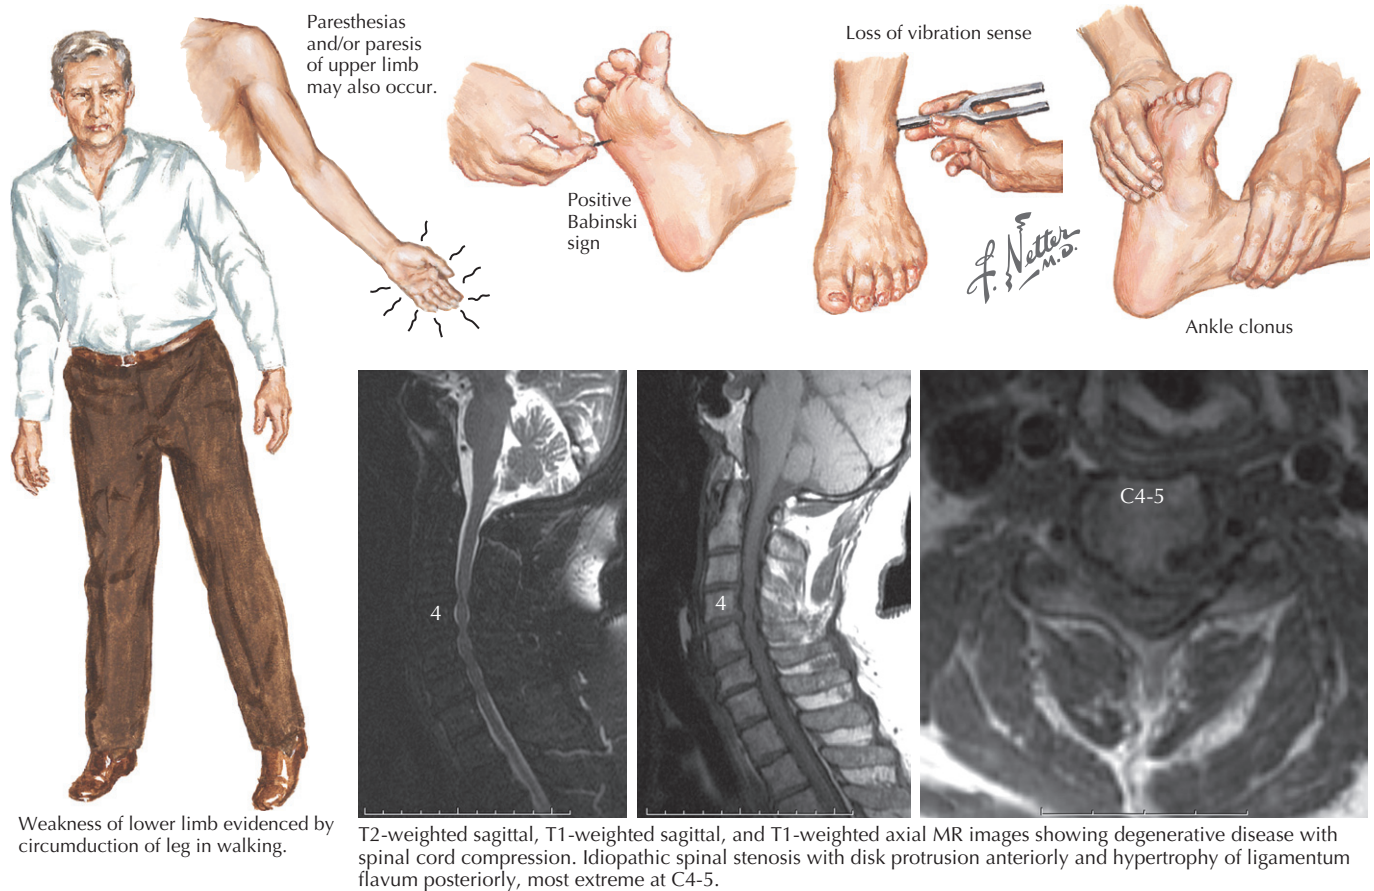 Paresthesias
and/or paresis
of upper limb
may also occur.
Loss of vibration sense
Positive
Babinski
sign
F. Netter
M.D.
Ankle clonus
4
4
C4-5
Weakness of lower limb evidenced by
circumduction of leg in walking.
T2-weighted sagittal, T1-weighted sagittal, and T1-weighted axial MR images showing degenerative disease with
spinal cord compression. Idiopathic spinal stenosis with disk protrusion anteriorly and hypertrophy of ligamentum
flavum posteriorly, most extreme at C4-5.